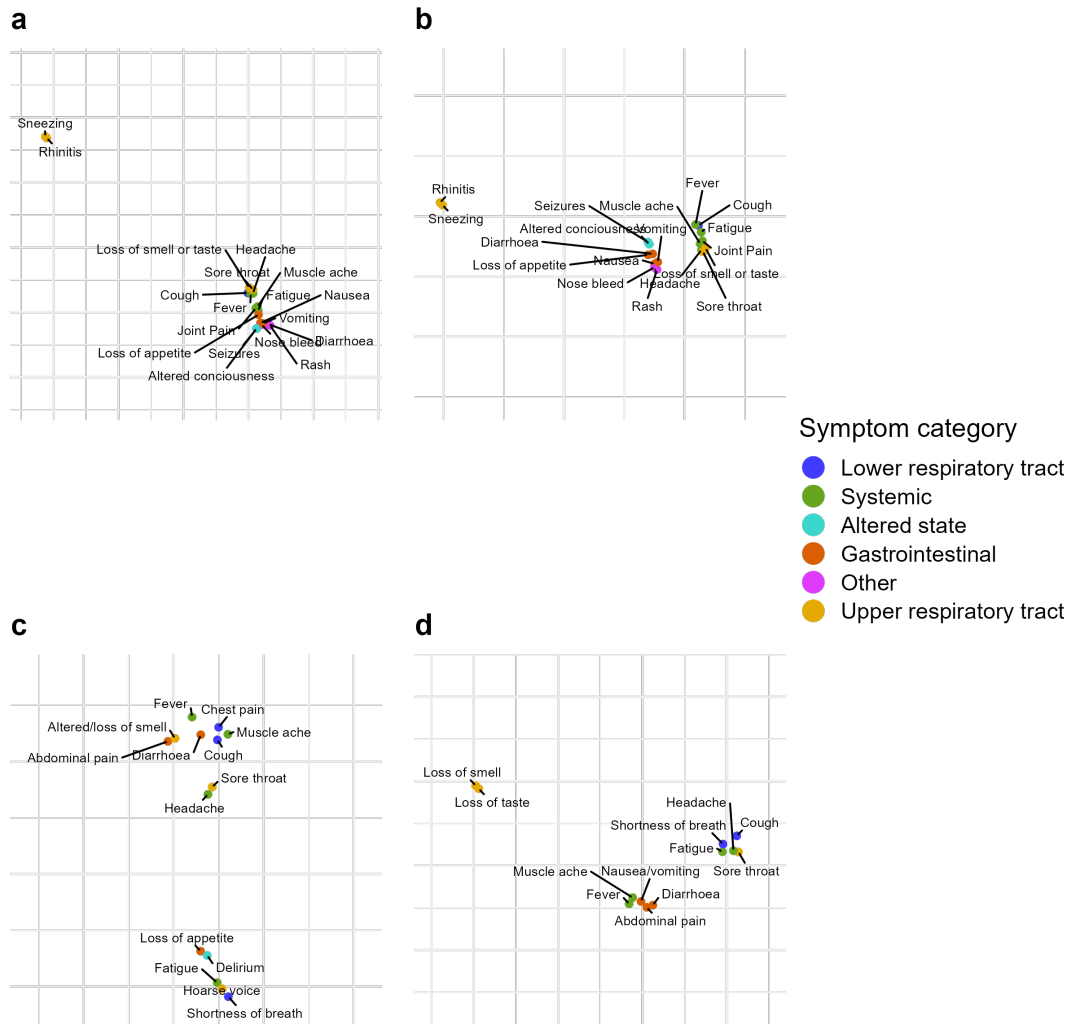 a
Sneezing
Rhinitis
Loss of smell or taste
Headache
Sore throat
Muscle ache
Cough
Fatigue
Nausea
Fever
Vomiting
Joint Pain
Nose bleed
Diarrhoea
Loss of appetite
Seizures
Rash
Altered conciousness
b
Fever
Rhinitis
Seizures
Muscle ache
Cough
Sneezing
Altered conciousness
Vomiting
Fatigue
Diarrhoea
Joint Pain
Nausea
Loss of appetite
Loss of smell or taste
Nose bleed
Headache
Rash
Sore throat
Symptom category
Lower respiratory tract
Systemic
Altered state
Gastrointestinal
Other
Upper respiratory tract
c
Fever
Chest pain
Altered/loss of smell
Muscle ache
Abdominal pain
Diarrhoea
Cough
Sore throat
Headache
Loss of appetite
Fatigue
Delirium
Hoarse voice
Shortness of breath
d
Loss of smell
Loss of taste
Headache
Shortness of breath
Cough
Fatigue
Muscle ache
Nausea/vomiting
Sore throat
Fever
Diarrhoea
Abdominal pain